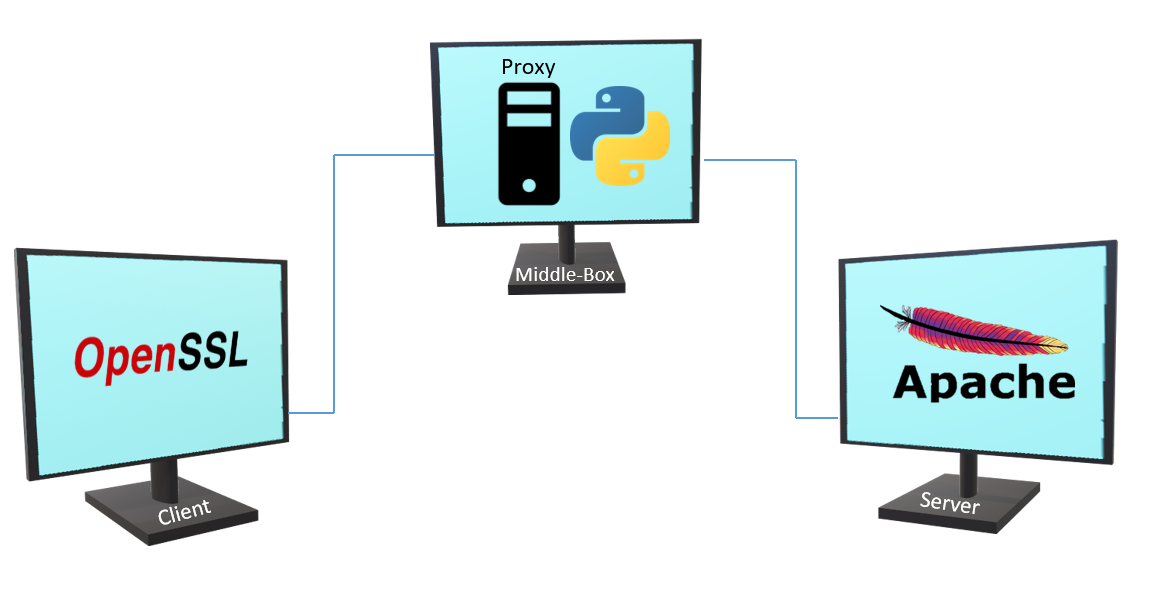 Proxy
Middle-Box
OpenSSL
Client
Apache
Server